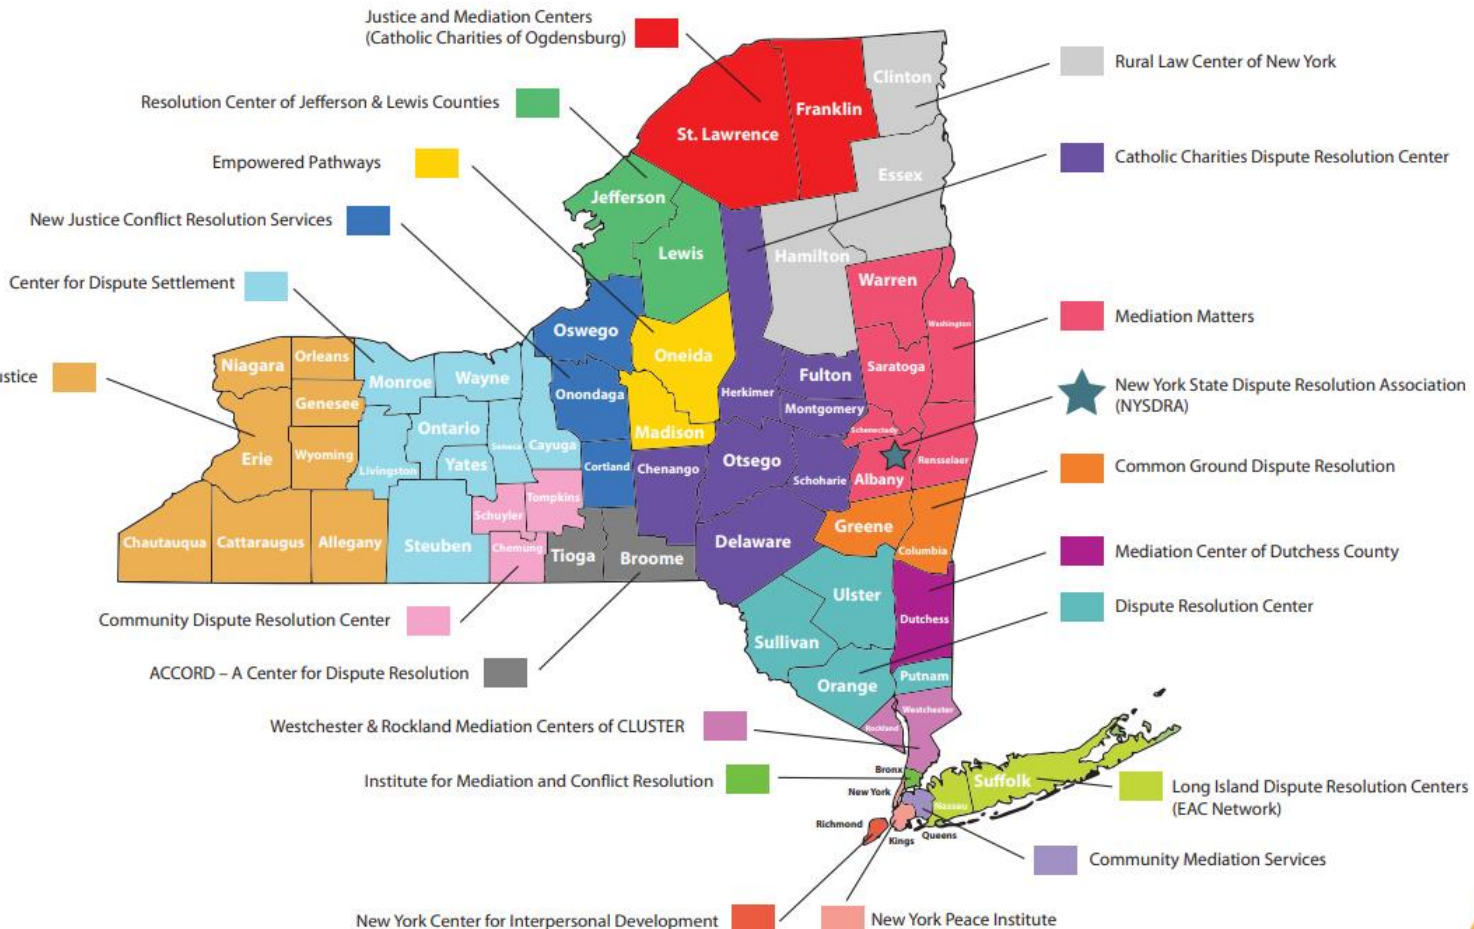 Justice and Mediation Centers
(Catholic Charities of Ogdensburg)
Rural Law Center of New York
Clinton
Resolution Center of Jefferson & Lewis Counties
Franklin
St. Lawrence
Empowered Pathways
Catholic Charities Dispute Resolution Center
Essex
Jefferson
New Justice Conflict Resolution Services
Lewis
Hamilton
Center for Dispute Settlement
Warren
Mediation Matters
Washington
Oswego
Niagara
Orleans
Oneida
Saratoga
ustice
Monroe
Wayne
Fulton
New York State Dispute Resolution Association
(NYSDRA)
Genesee
Onondaga
Herkimer
Montgomery
Ontario
Madison
Schenectady
Erie
Wyoming
Livingston
Yates
Seneca
Cayuga
Cortland
Chenango
Otsego
Schoharie
Albany
Rensselaer
Common Ground Dispute Resolution
Tompkins
Schuyler
Greene
Columbia
Chautauqua
Cattaraugus
Allegany
Steuben
Chemung
Tioga
Broome
Delaware
Mediation Center of Dutchess County
Ulster
Dispute Resolution Center
Community Dispute Resolution Center
Dutchess
Sullivan
ACCORD – A Center for Dispute Resolution
Orange
Putnam
Westchester
Westchester & Rockland Mediation Centers of CLUSTER
Rockland
Bronx
Institute for Mediation and Conflict Resolution
New York
Suffolk
Nassau
Long Island Dispute Resolution Centers
(EAC Network)
Richmond
Kings
Queens
Community Mediation Services
New York Center for Interpersonal Development
New York Peace Institute